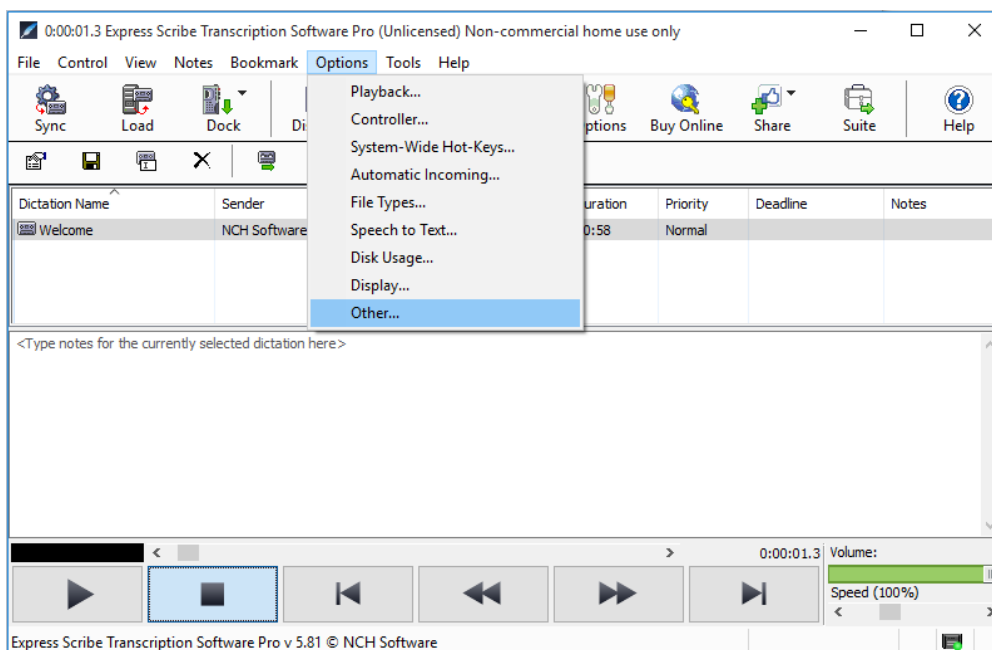 0:00:01.3 Express Scribe Transcription Software Pro (Unlicensed) Non-commercial home use only
File Control View Notes Bookmark Options Tools Help
Sync Load Dock Di ptions Buy Online Share Suite Help
Playback...
Controller...
System-Wide Hot-Keys...
Automatic Incoming...
File Types...
Speech to Text...
Disk Usage...
Display...
Other...
Dictation Name Sender uration Priority Deadline Notes
Welcome NCH Software 0:58 Normal
<Type notes for the currently selected dictation here>
0:00:01.3 Volume:
Speed (100%)
Express Scribe Transcription Software Pro v 5.81 © NCH Software